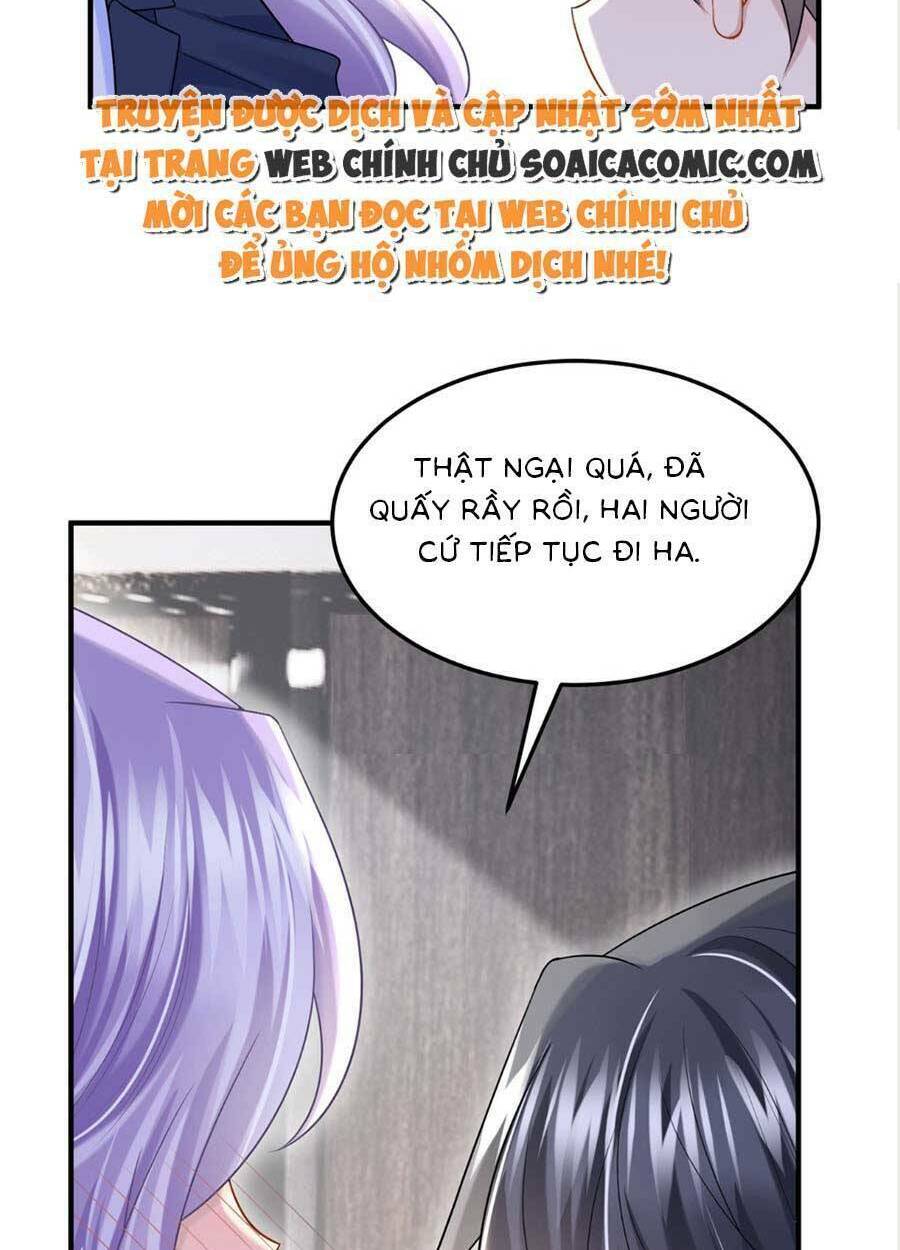 TRUYỆN ĐƯỢC DỊCH VÀ CẬP NHẬT SỚM NHẤT
TẠI TRANG WEB CHÍNH CHỦ SOAICACOMIC.COM
MỜI CÁC BẠN ĐỌC TẠI WEB CHÍNH CHỦ
ĐỂ ỦNG HỘ NHÓM DỊCH NHÉ!
THẬT NGẠI QUÁ, ĐÃ
QUẤY RẦY RỒI, HAI NGƯỜI
CỨ TIẾP TỤC ĐI HA.